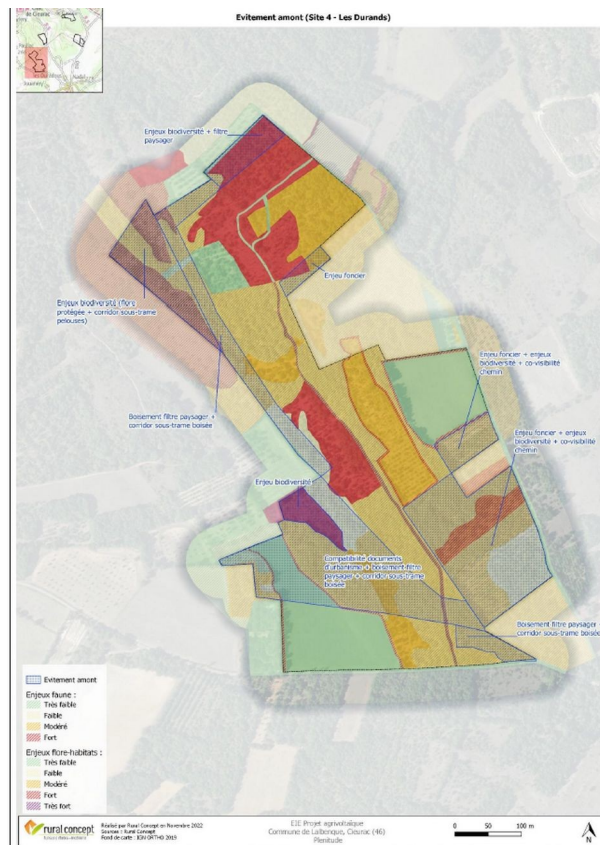 Evitement amont (Site 4 - Les Durands)
Enjeux biodiversité + filtre
paysager
Enjeu foncier
Enjeux biodiversité (flore
protégée + corridor sous-trame
pelouses)
Enjeu foncier + enjeux
biodiversité + co-visibilité
chemin
Boisement filtre paysager +
corridor sous-trame boisée
Enjeu foncier + enjeux
biodiversité + co-visibilité
chemin
Enjeu biodiversité
Compatibilité documents
d'urbanisme + boisement filtre
paysager + corridor sous-trame
boisée
Boisement filtre paysager +
corridor sous-trame boisée
Evitement amont
Enjeux faune :
Très faible
Faible
Modéré
Fort
Enjeux flore-habitats :
Très faible
Faible
Modéré
Fort
Très fort
rural concept
Réalisé par Rural Concept en Novembre 2022
Sources : Rural Concept
Fond de carte : IGN ORTHO 2019
EIE Projet agrivoltaïque
Commune de Lalbenque, Cieurac (46)
Plenitude
0 50 100 m
N